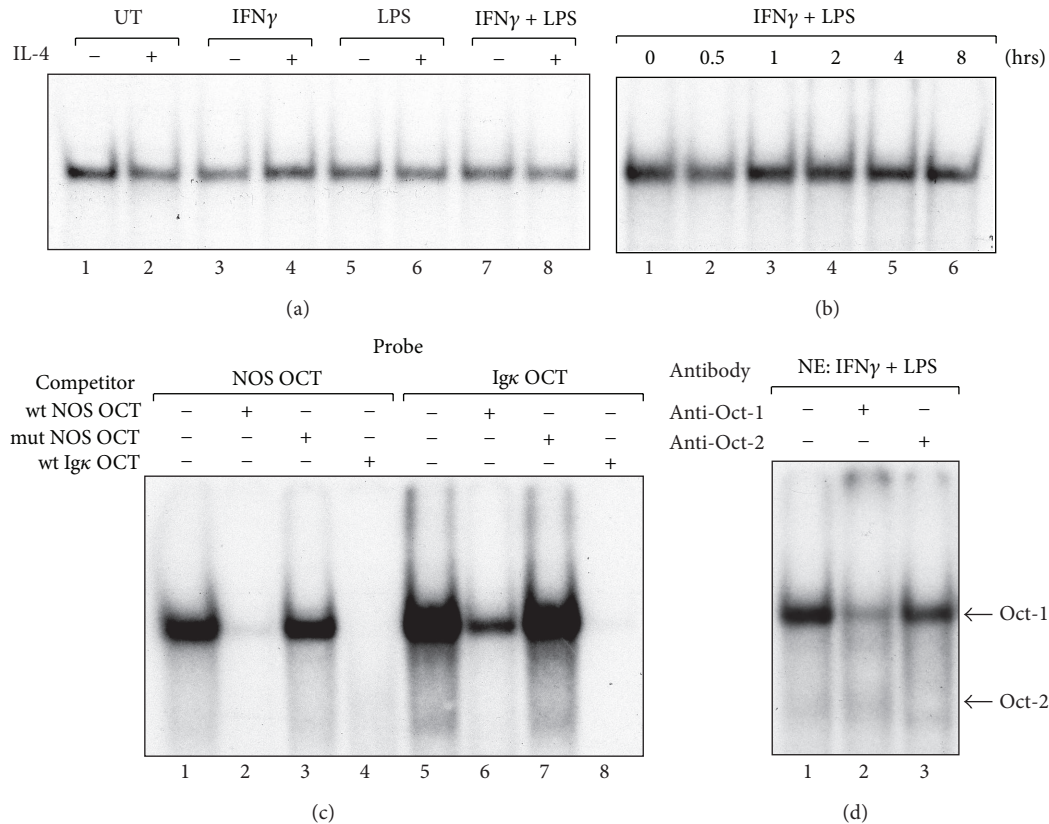 UT IFNγ LPS IFNγ + LPS
IL-4 − + − + − + − +
1 2 3 4 5 6 7 8
(a)
IFNγ + LPS
0 0.5 1 2 4 8 (hrs)
1 2 3 4 5 6
(b)
Probe
Competitor NOS OCT Igκ OCT
wt NOS OCT − + − − − + − −
mut NOS OCT − − + − − − + −
wt Igκ OCT − − − + − − − +
1 2 3 4 5 6 7 8
(c)
Antibody NE: IFNγ + LPS
Anti-Oct-1 − + −
Anti-Oct-2 − − +
← Oct-1
← Oct-2
1 2 3
(d)